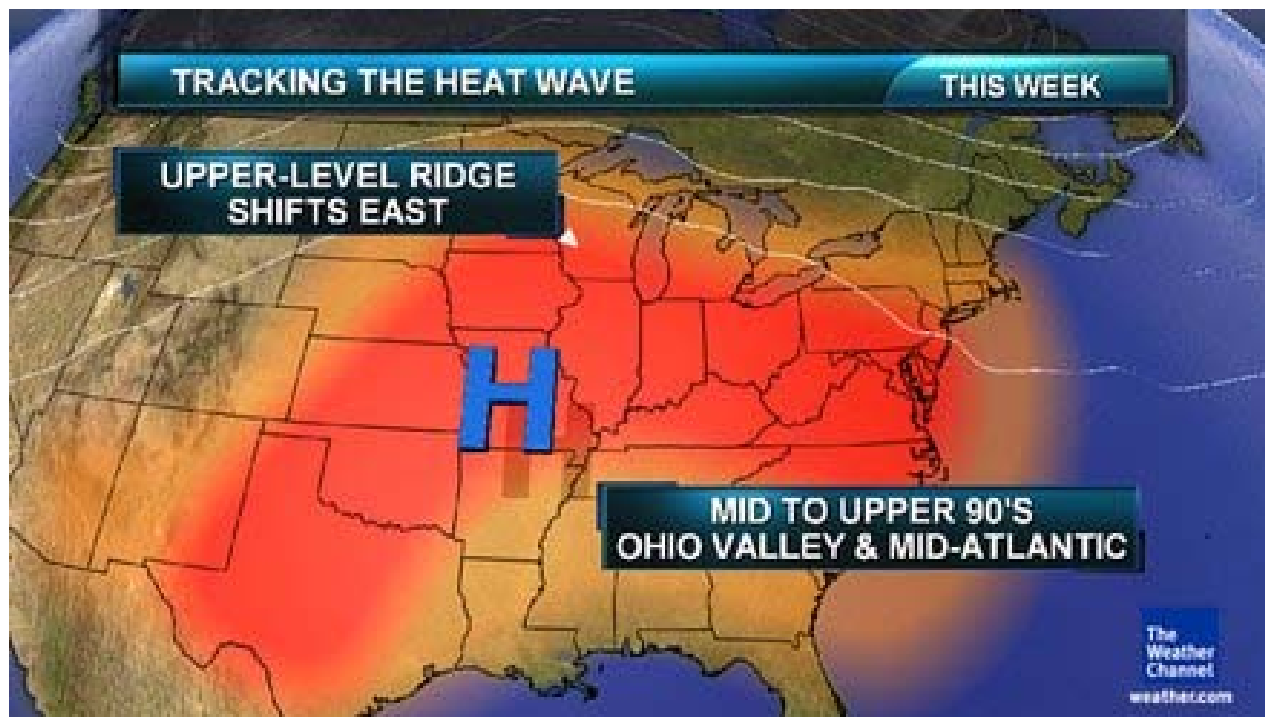 TRACKING THE HEAT WAVE
THIS WEEK
UPPER-LEVEL RIDGE
SHIFTS EAST
H
MID TO UPPER 90'S
OHIO VALLEY & MID-ATLANTIC
The
Weather
Channel
weather.com